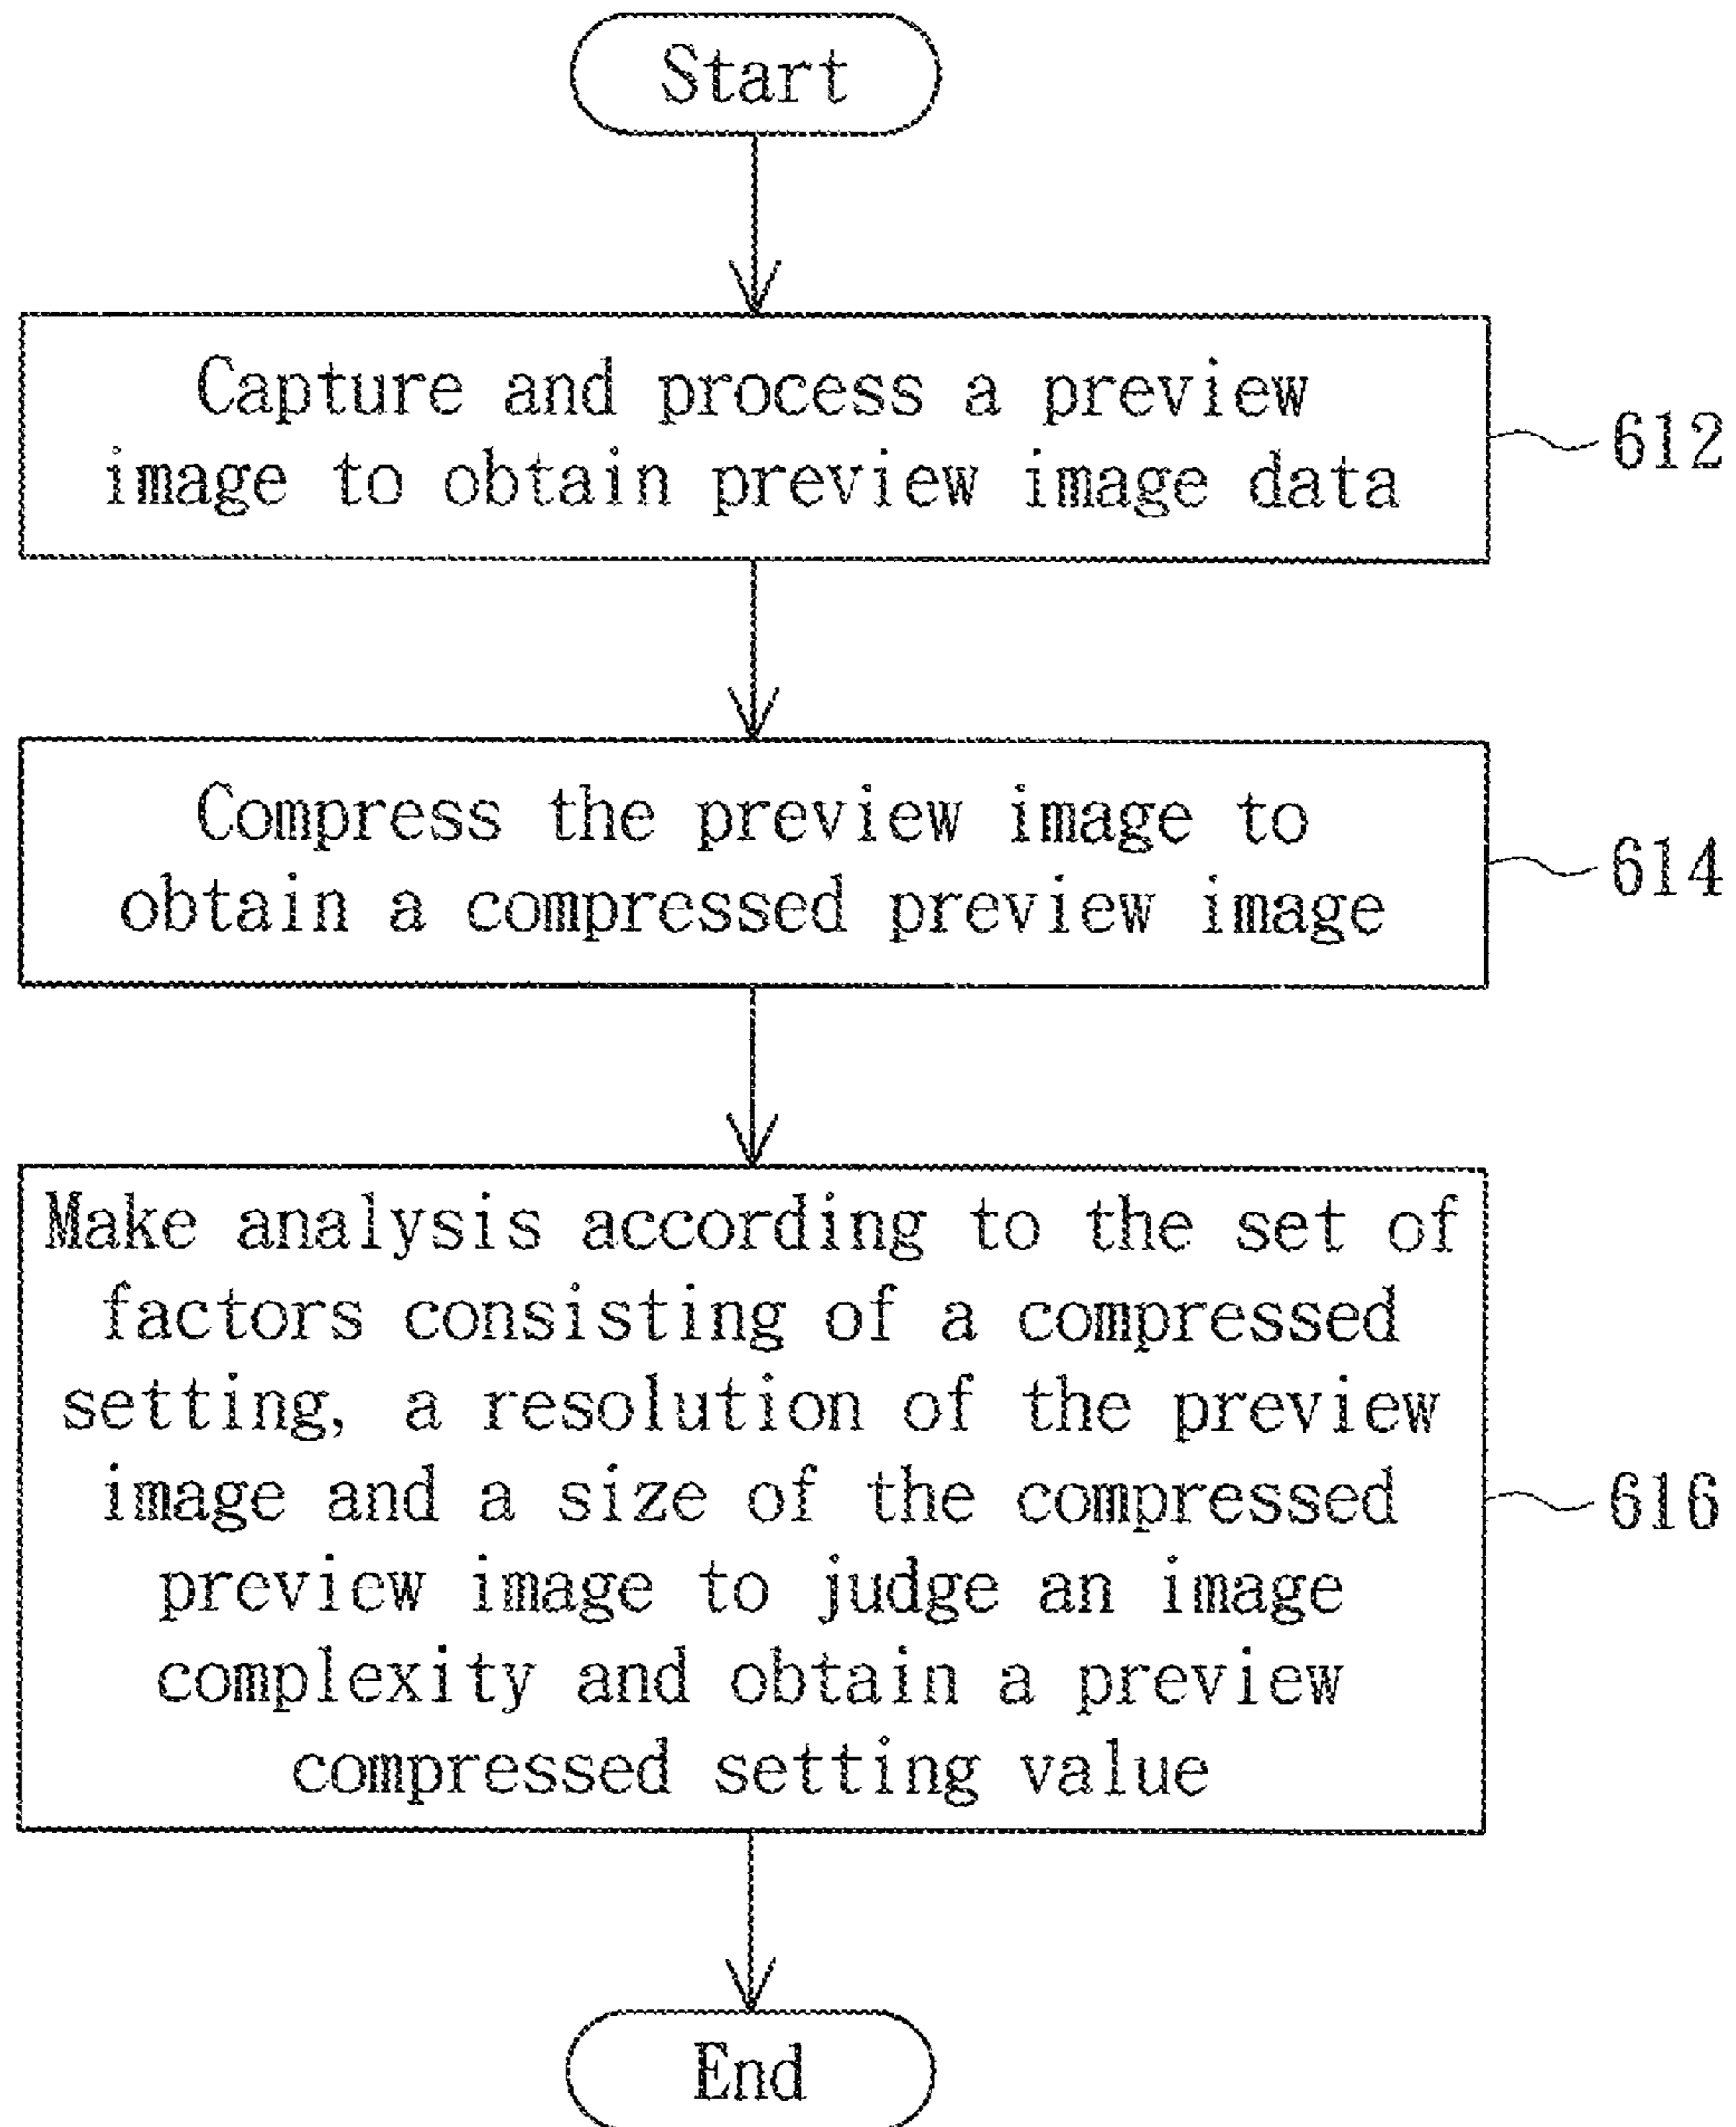 Start
Capture and process a preview
image to obtain preview image data
612
Compress the preview image to
obtain a compressed preview image
614
Make analysis according to the set of
factors consisting of a compressed
setting, a resolution of the preview
image and a size of the compressed
preview image to judge an image
complexity and obtain a preview
compressed setting value
616
End